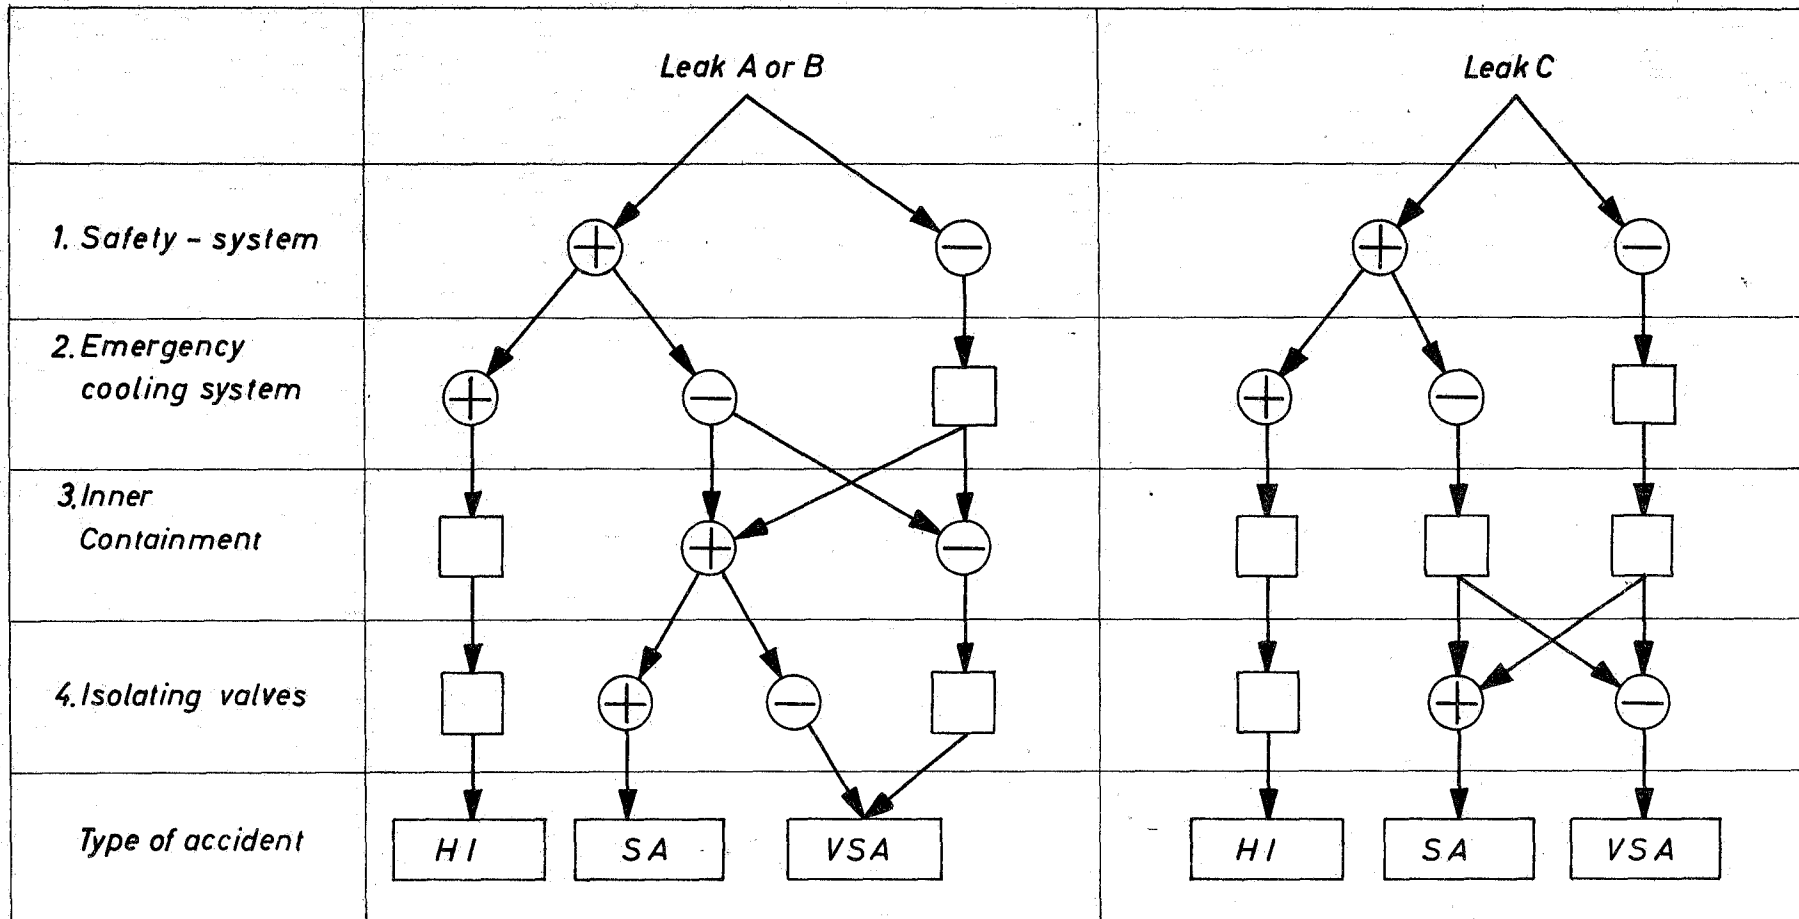 Leak A or B
Leak C
1. Safety - system
+
−
+
−
2. Emergency
cooling system
+
−
+
−
3. Inner
Containment
+
−
4. Isolating valves
+
−
+
−
Type of accident
HI
SA
VSA
HI
SA
VSA